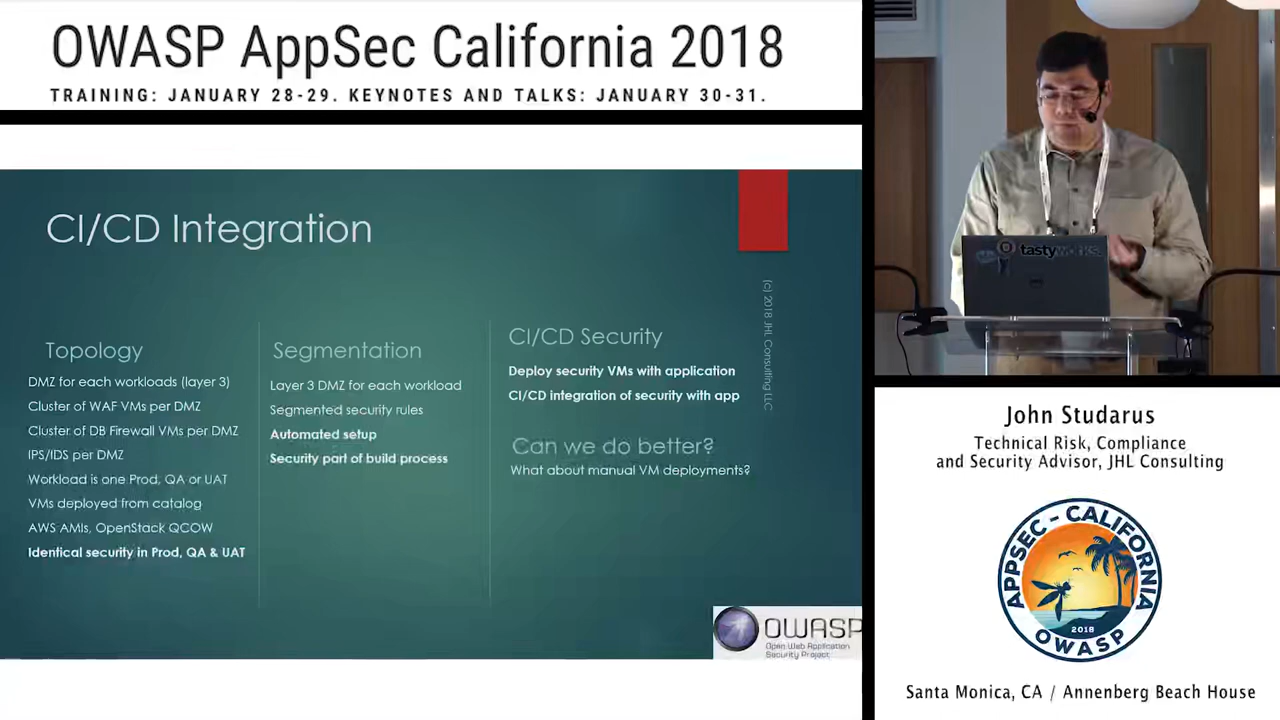 OWASP AppSec California 2018
TRAINING: JANUARY 28-29. KEYNOTES AND TALKS: JANUARY 30-31.
CI/CD Integration
Topology
DMZ for each workloads (layer 3)
Cluster of WAF VMs per DMZ
Cluster of DB Firewall VMs per DMZ
IPS/IDS per DMZ
Workload is one Prod, QA or UAT
VMs deployed from catalog
AWS AMIs, OpenStack QCOW
Identical security in Prod, QA & UAT
Segmentation
Layer 3 DMZ for each workload
Segmented security rules
Automated setup
Security part of build process
CI/CD Security
Deploy security VMs with application
CI/CD integration of security with app
Can we do better?
What about manual VM deployments?
(c) 2018 JHL Consulting LLC
OWASP
Open Web Application
Security Project
tastyworks
John Studarus
Technical Risk, Compliance
and Security Advisor, JHL Consulting
APPSEC - CALIFORNIA
2018
OWASP
Santa Monica, CA / Annenberg Beach House